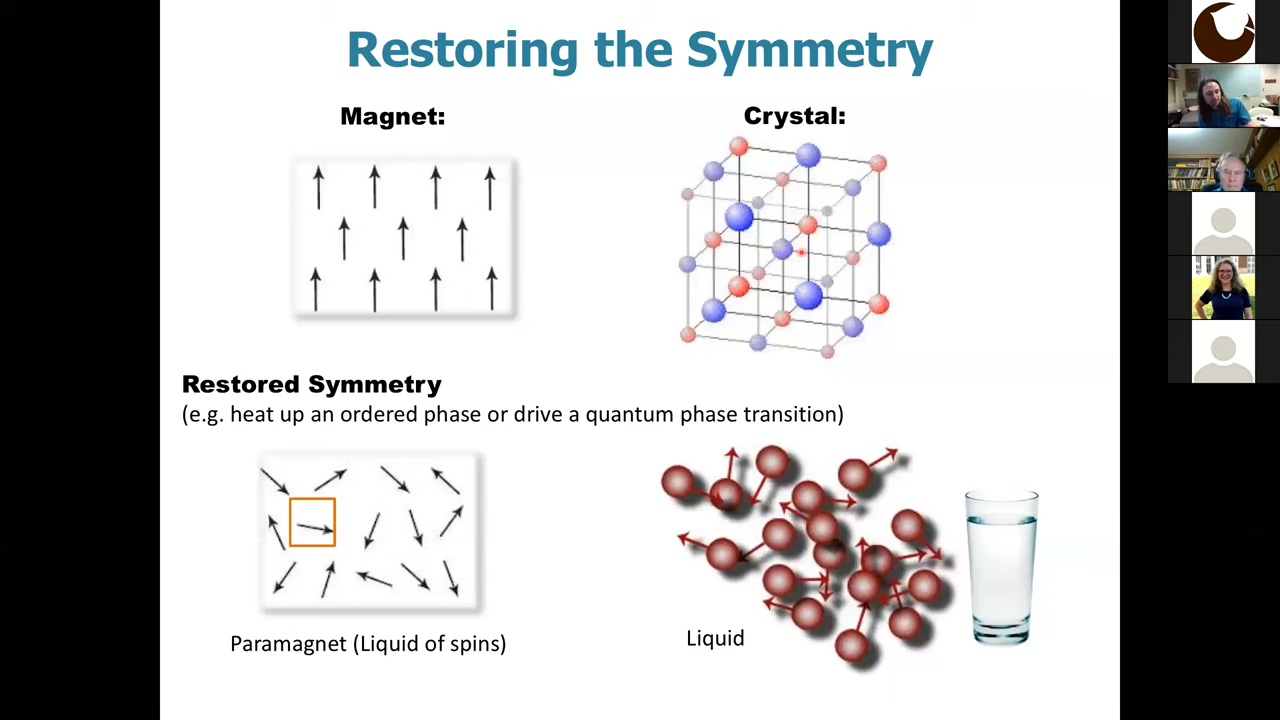 Restoring the Symmetry
Magnet:
Crystal:
Restored Symmetry
(e.g. heat up an ordered phase or drive a quantum phase transition)
Paramagnet (Liquid of spins)
Liquid